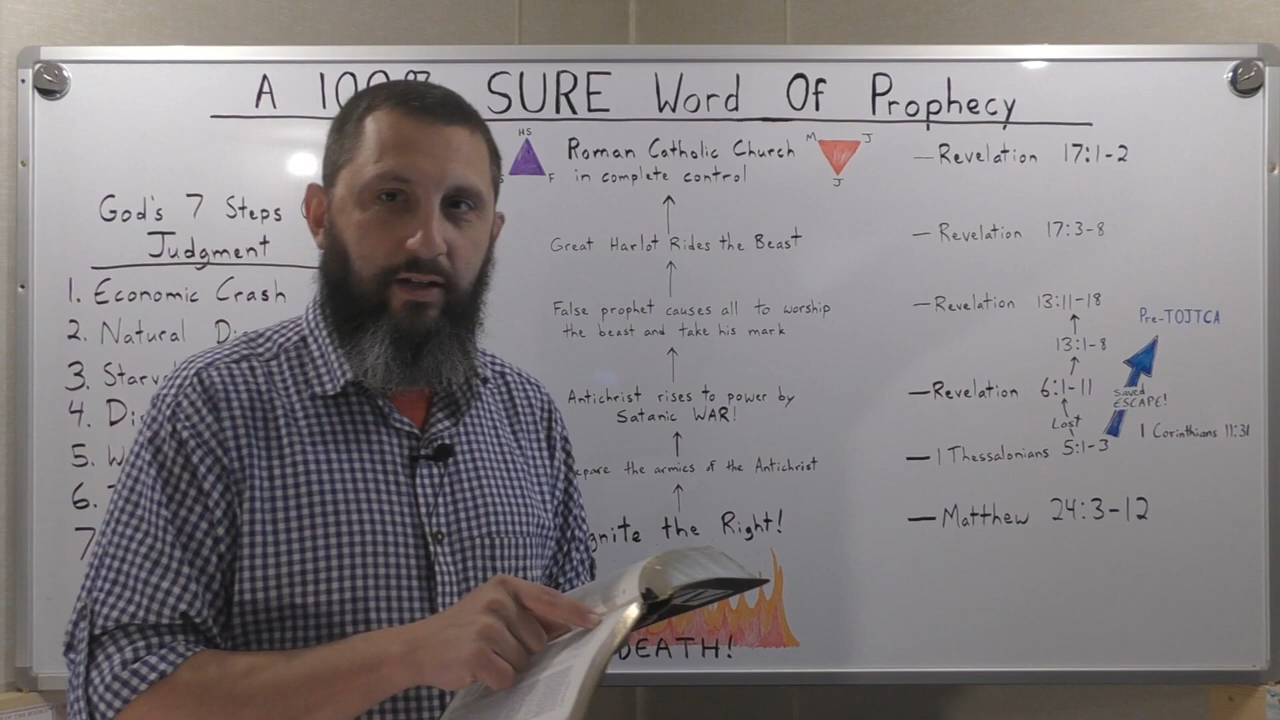 A 100% SURE Word Of Prophecy
God's 7 Steps
Judgment
1. Economic Crash
2. Natural
3.
4.
5.
6.
7
HS
F
Roman Catholic Church
in complete control
M J
J
Great Harlot Rides the Beast
False prophet causes all to worship
the beast and take his mark
Antichrist rises to power by
Satanic WAR!
the armies of the Antichrist
the Right!
DEATH!
— Revelation 17:1-2
— Revelation 17:3-8
— Revelation 13:11-18
13:1-8
— Revelation 6:1-11
Lost
— 1 Thessalonians 5:1-3
— Matthew 24:3-12
Pre-TOJTCA
Saved
ESCAPE!
1 Corinthians 11:31